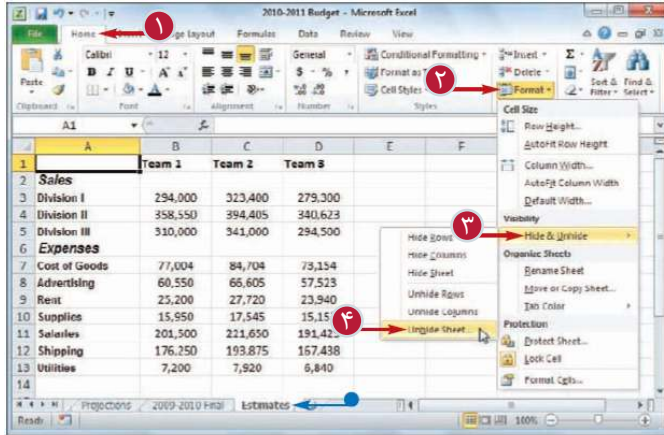 2010-2011 Budget - Microsoft Excel
File Home Page Layout Formulas Data Review View
۱
Calibri 12 General Conditional Formatting Insert Σ
Paste B I U A A $ % , Format as ۲ Delete Sort & Find &
Cell Styles Format Filter Select
Clipboard Font Alignment Number Styles
A1 fx
Cell Size
Row Height...
AutoFit Row Height
Column Width...
AutoFit Column Width
Default Width...
Visibility
۳
Hide & Unhide
Organize Sheets
Rename Sheet
Move or Copy Sheet...
Tab Color
Protection
Protect Sheet...
Lock Cell
Format Cells...
Hide Rows
Hide Columns
Hide Sheet
Unhide Rows
Unhide Columns
۴
Unhide Sheet...
A B C D E F
1 Team 1 Team 2 Team 3
2 Sales
3 Division I 294,000 323,400 279,300
4 Division II 358,550 394,405 340,623
5 Division III 310,000 341,000 294,500
6 Expenses
7 Cost of Goods 77,004 84,704 73,154
8 Advertising 60,550 66,605 57,523
9 Rent 25,200 27,720 23,940
10 Supplies 15,950 17,545
11 Salaries 201,500 221,650
12 Shipping 176,250 193,875 167,438
13 Utilities 7,200 7,920 6,840
14
Projections 2009-2010 Final Estimates
Ready 100%